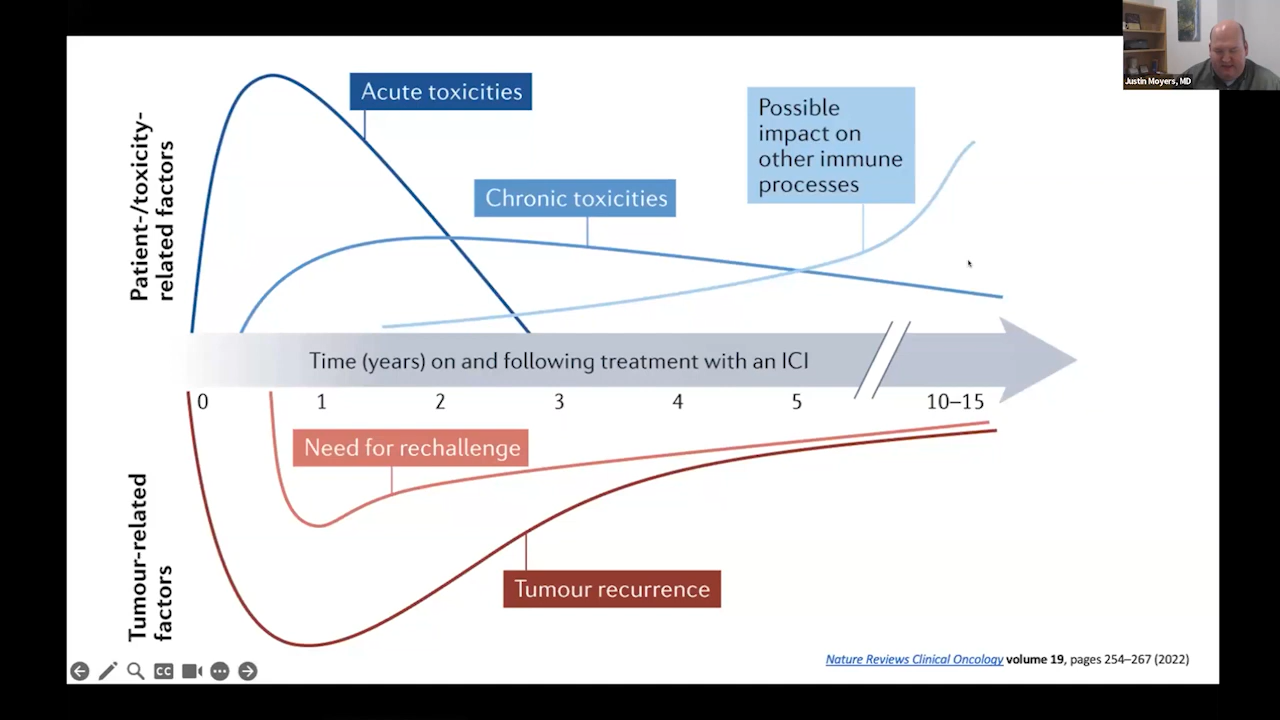 Justin Moyers, MD
Acute toxicities
Possible
impact on
other immune
processes
Chronic toxicities
Patient-/toxicity-
related factors
Time (years) on and following treatment with an ICI
0 1 2 3 4 5 10–15
Need for rechallenge
Tumour recurrence
Tumour-related
factors
CC
Nature Reviews Clinical Oncology volume 19, pages 254–267 (2022)